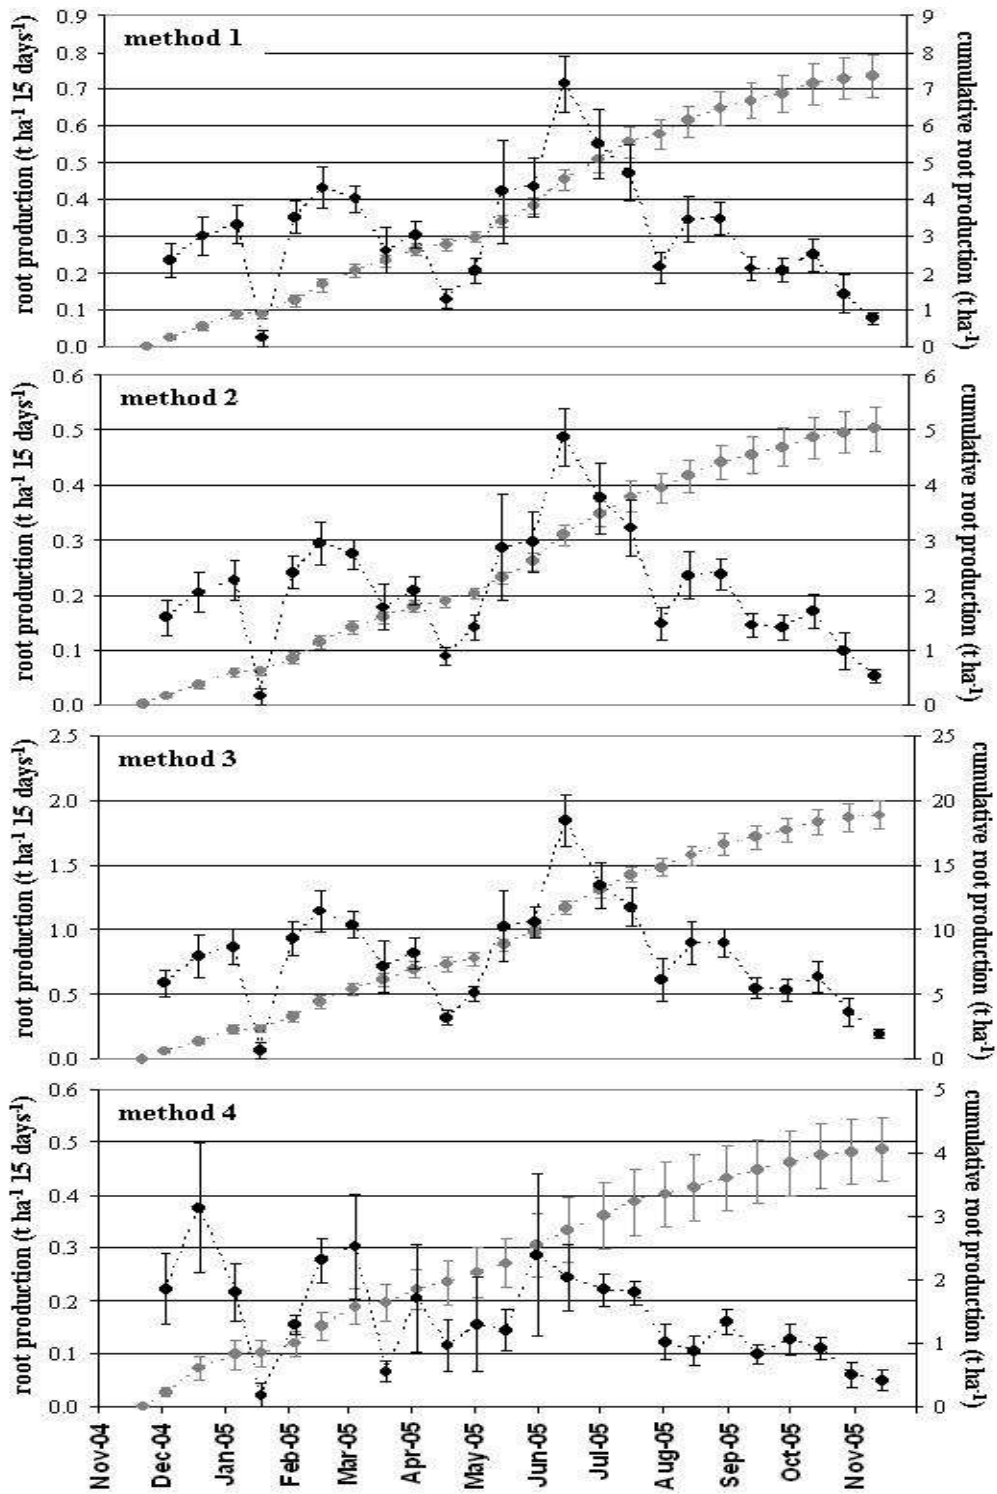 method 1
root production (t ha⁻¹ 15 days⁻¹)
cumulative root production (t ha⁻¹)
0.9
0.8
0.7
0.6
0.5
0.4
0.3
0.2
0.1
0.0
9
8
7
6
5
4
3
2
1
0
method 2
root production (t ha⁻¹ 15 days⁻¹)
cumulative root production (t ha⁻¹)
0.6
0.5
0.4
0.3
0.2
0.1
0.0
6
5
4
3
2
1
0
method 3
root production (t ha⁻¹ 15 days⁻¹)
cumulative root production (t ha⁻¹)
2.5
2.0
1.5
1.0
0.5
0.0
25
20
15
10
5
0
method 4
root production (t ha⁻¹ 15 days⁻¹)
cumulative root production (t ha⁻¹)
0.6
0.5
0.4
0.3
0.2
0.1
0.0
5
4
3
2
1
0
Nov-04
Dec-04
Jan-05
Feb-05
Mar-05
Apr-05
May-05
Jun-05
Jul-05
Aug-05
Sep-05
Oct-05
Nov-05